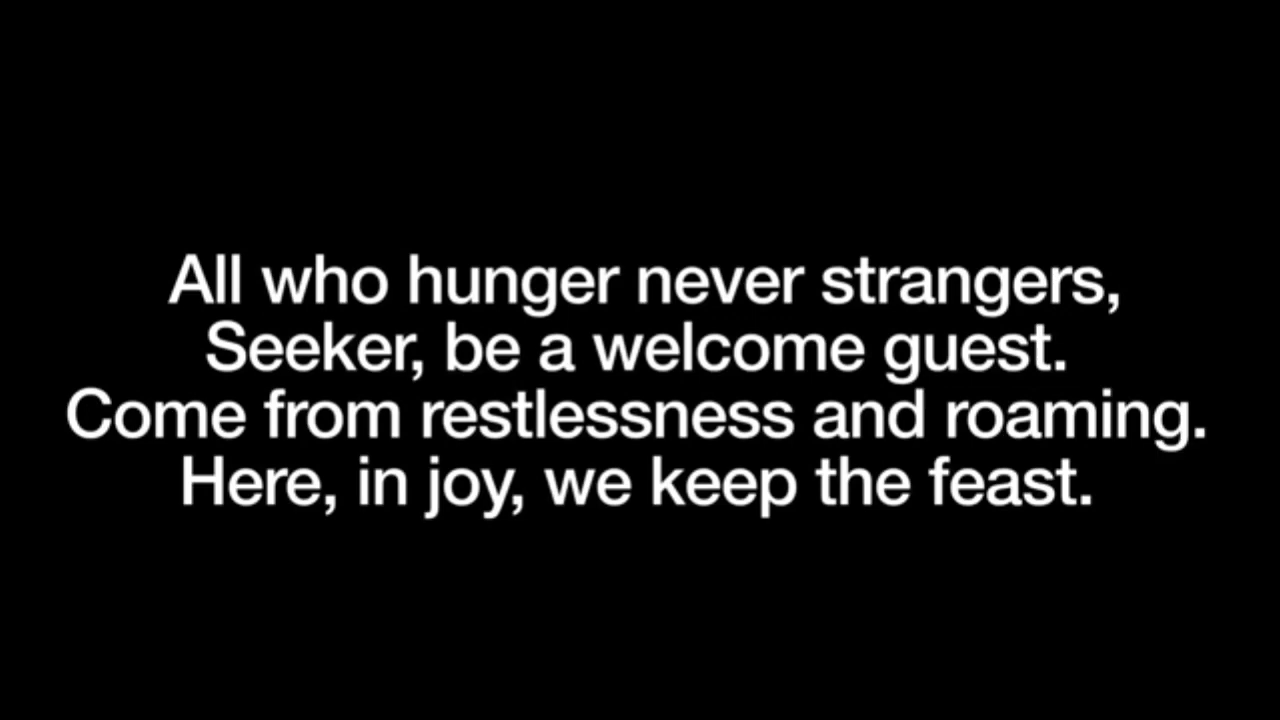 All who hunger never strangers,
Seeker, be a welcome guest.
Come from restlessness and roaming.
Here, in joy, we keep the feast.